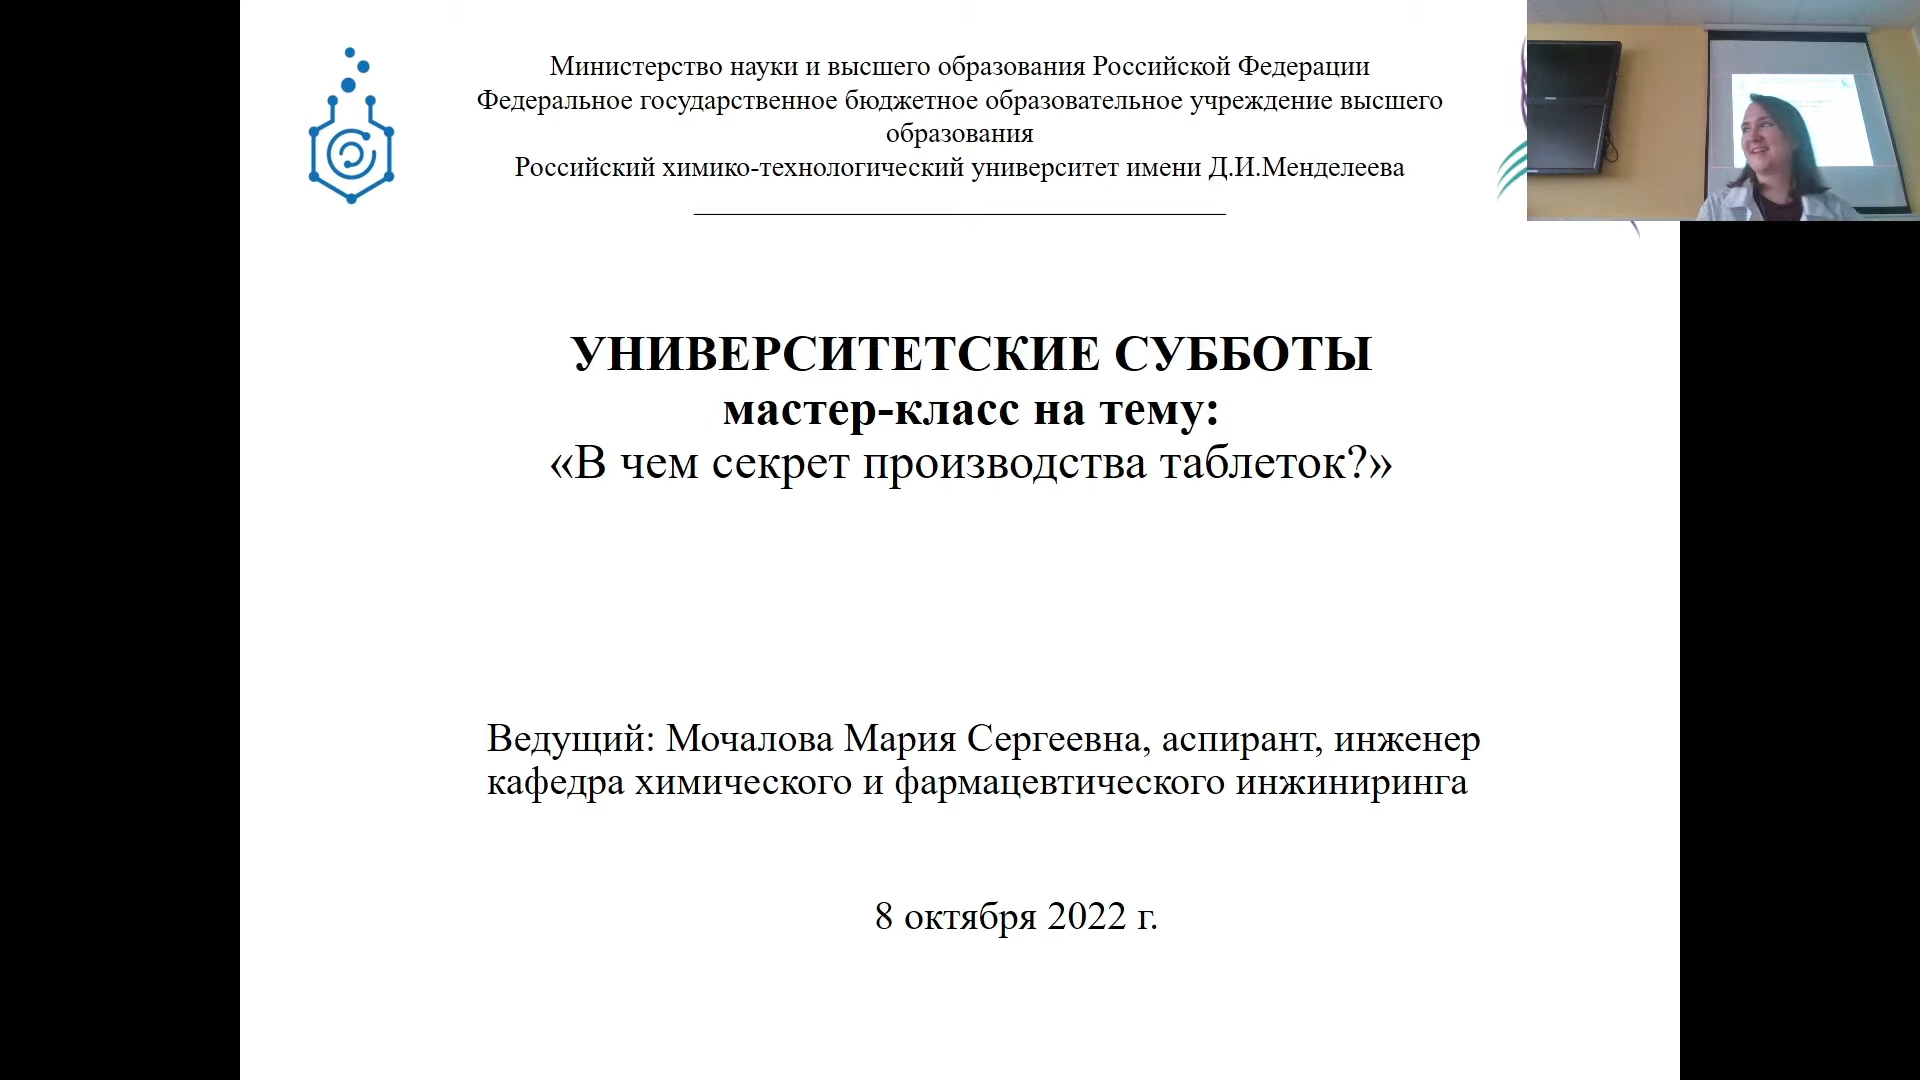 Министерство науки и высшего образования Российской Федерации
Федеральное государственное бюджетное образовательное учреждение высшего
образования
Российский химико-технологический университет имени Д.И.Менделеева
УНИВЕРСИТЕТСКИЕ СУББОТЫ
мастер-класс на тему:
«В чем секрет производства таблеток?»
Ведущий: Мочалова Мария Сергеевна, аспирант, инженер
кафедра химического и фармацевтического инжиниринга
8 октября 2022 г.